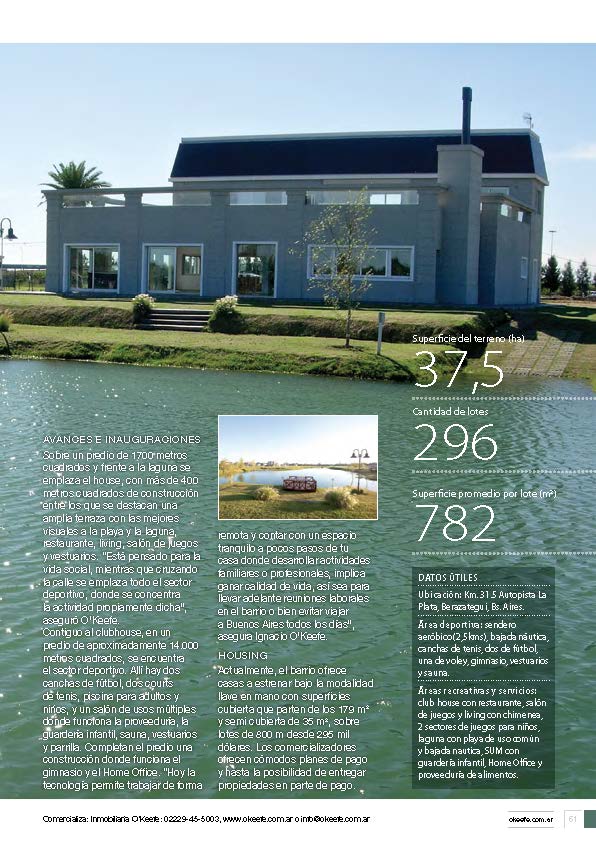 Superficie del terreno (ha)
37,5
Cantidad de lotes
296
Superficie promedio por lote (m²)
782
AVANCES E INAUGURACIONES
Sobre un predio de 1700 metros
cuadrados y frente a la laguna se
emplaza el house, con más de 400
metros cuadrados de construcción
entre los que se destacan una
amplia terraza con las mejores
visuales a la playa y la laguna,
restaurante, living, salón de juegos
y vestuarios. "Está pensado para la
vida social, mientras que cruzando
la calle se emplaza todo el sector
deportivo, donde se concentra
la actividad propiamente dicha",
aseguró O'Keefe.
Contiguo al clubhouse, en un
predio de aproximadamente 14.000
metros cuadrados, se encuentra
el sector deportivo. Allí hay dos
canchas de fútbol, dos courts
de tenis, piscina para adultos y
niños, y un salón de usos múltiples
donde funciona la proveeduría, la
guardería infantil, sauna, vestuarios
y parrilla. Completan el predio una
construcción donde funciona el
gimnasio y el Home Office. "Hoy la
tecnología permite trabajar de forma
remota y contar con un espacio
tranquilo a pocos pasos de tu
casa donde desarrollar actividades
familiares o profesionales, implica
ganar calidad de vida, así sea para
llevar adelante reuniones laborales
en el barrio o bien evitar viajar
a Buenos Aires todos los días",
asegura Ignacio O'Keefe.
HOUSING
Actualmente, el barrio ofrece
casas a estrenar bajo la modalidad
llave en mano con superficies
cubierta que parten de los 179 m²
y semi cubierta de 35 m², sobre
lotes de 800 m desde 295 mil
dólares. Los comercializadores
ofrecen cómodos planes de pago
y hasta la posibilidad de entregar
propiedades en parte de pago.
DATOS ÚTILES
Ubicación: Km. 31.5 Autopista La
Plata, Berazategui, Bs. Aires.
Área deportiva: sendero
aeróbico (2,5 kms), bajada náutica,
canchas de tenis, dos de fútbol,
una de voley, gimnasio, vestuarios
y sauna.
Áreas recreativas y servicios:
club house con restaurante, salón
de juegos y living con chimenea,
2 sectores de juegos para niños,
laguna con playa de uso común
y bajada nautica, SUM con
guardería infantil, Home Office y
proveeduría de alimentos.
Comercializa: Inmobiliaria O'Keefe: 02229-45-5003, www.okeefe.com.ar o info@okeefe.com.ar
okeefe.com.ar
61